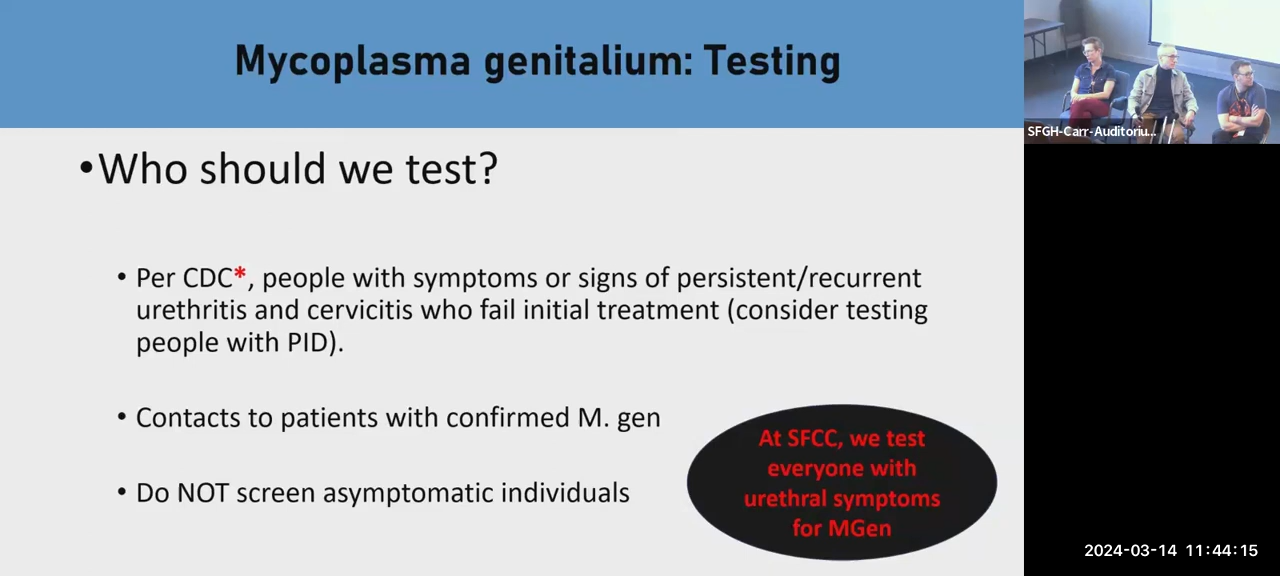 Mycoplasma genitalium: Testing
•Who should we test?
• Per CDC*, people with symptoms or signs of persistent/recurrent
urethritis and cervicitis who fail initial treatment (consider testing
people with PID).
• Contacts to patients with confirmed M. gen
• Do NOT screen asymptomatic individuals
At SFCC, we test
everyone with
urethral symptoms
for MGen
SFGH-Carr-Auditoriu...
2024-03-14 11:44:15